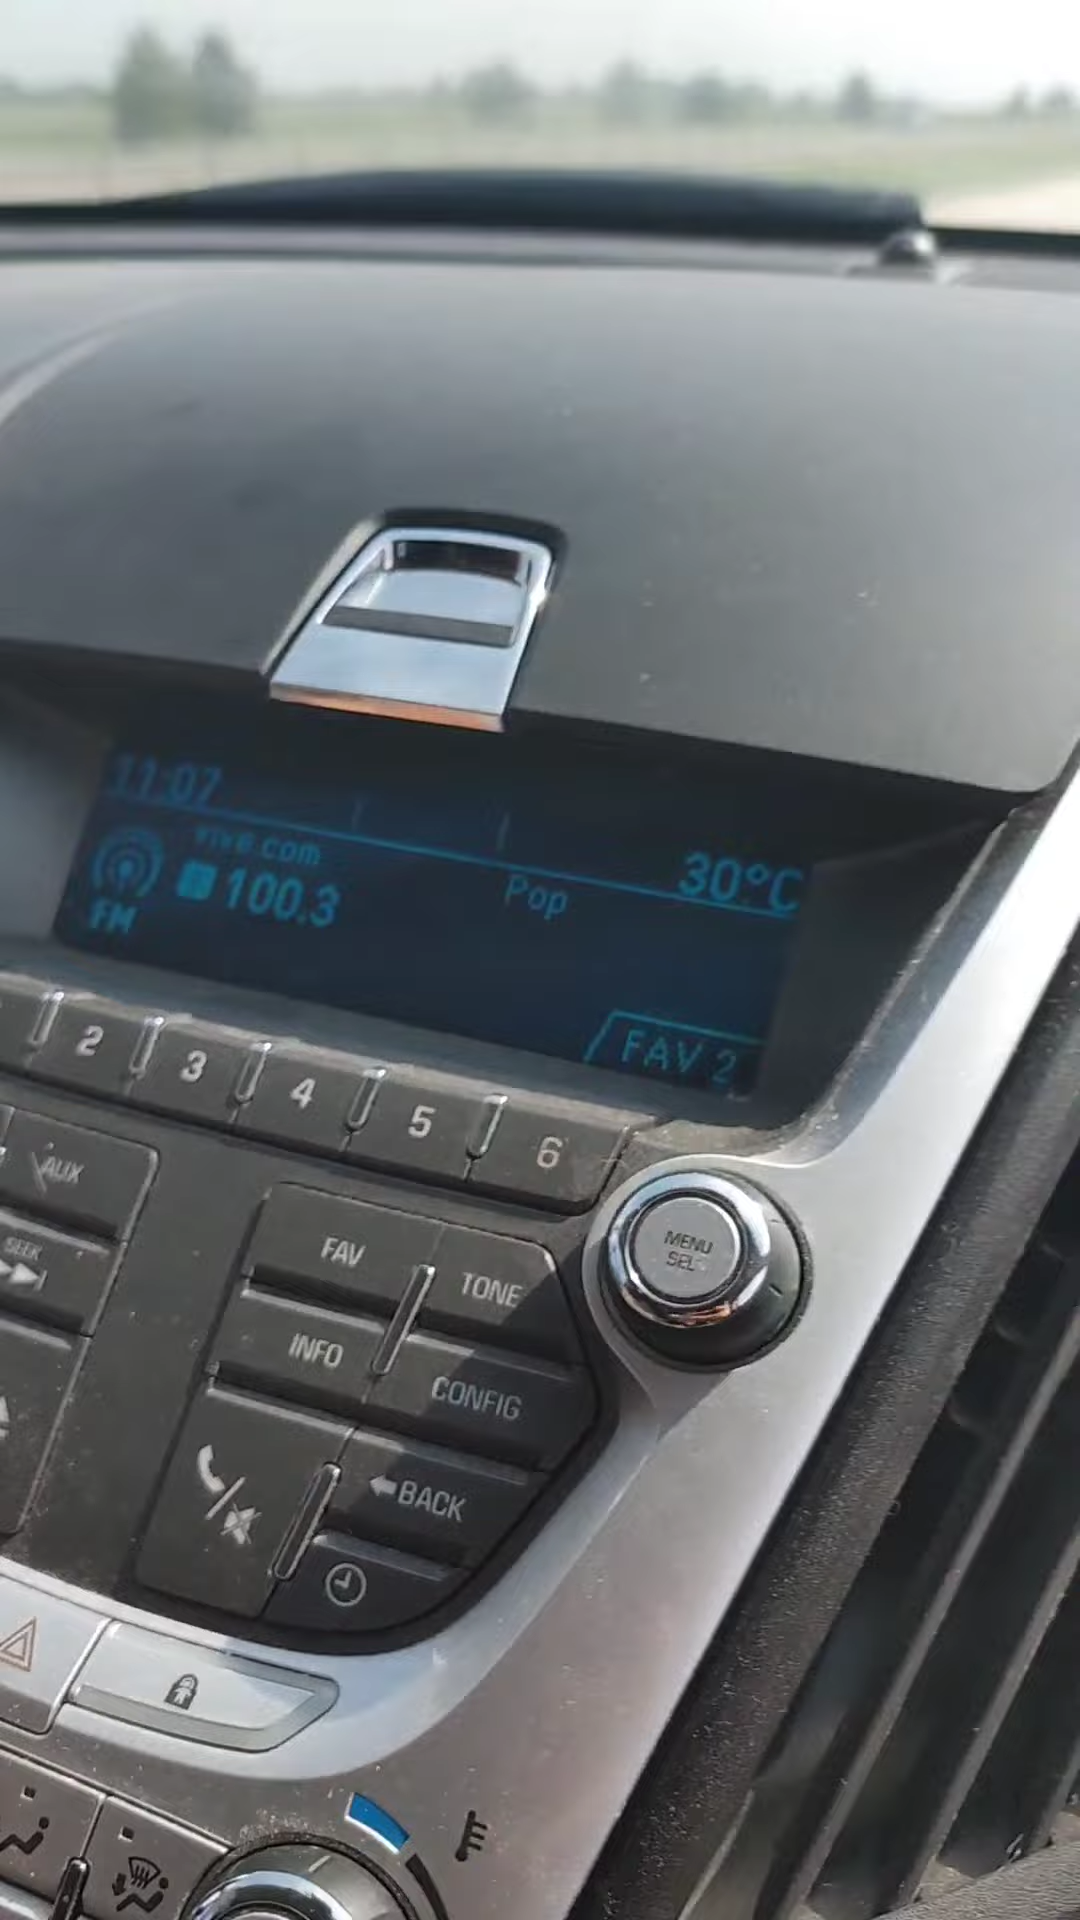 11:07
30°C
100.3
Pop
FM
FAV 2
2
3
4
5
6
AUX
SEEK
FAV
TONE
INFO
CONFIG
BACK
MENU
SEL